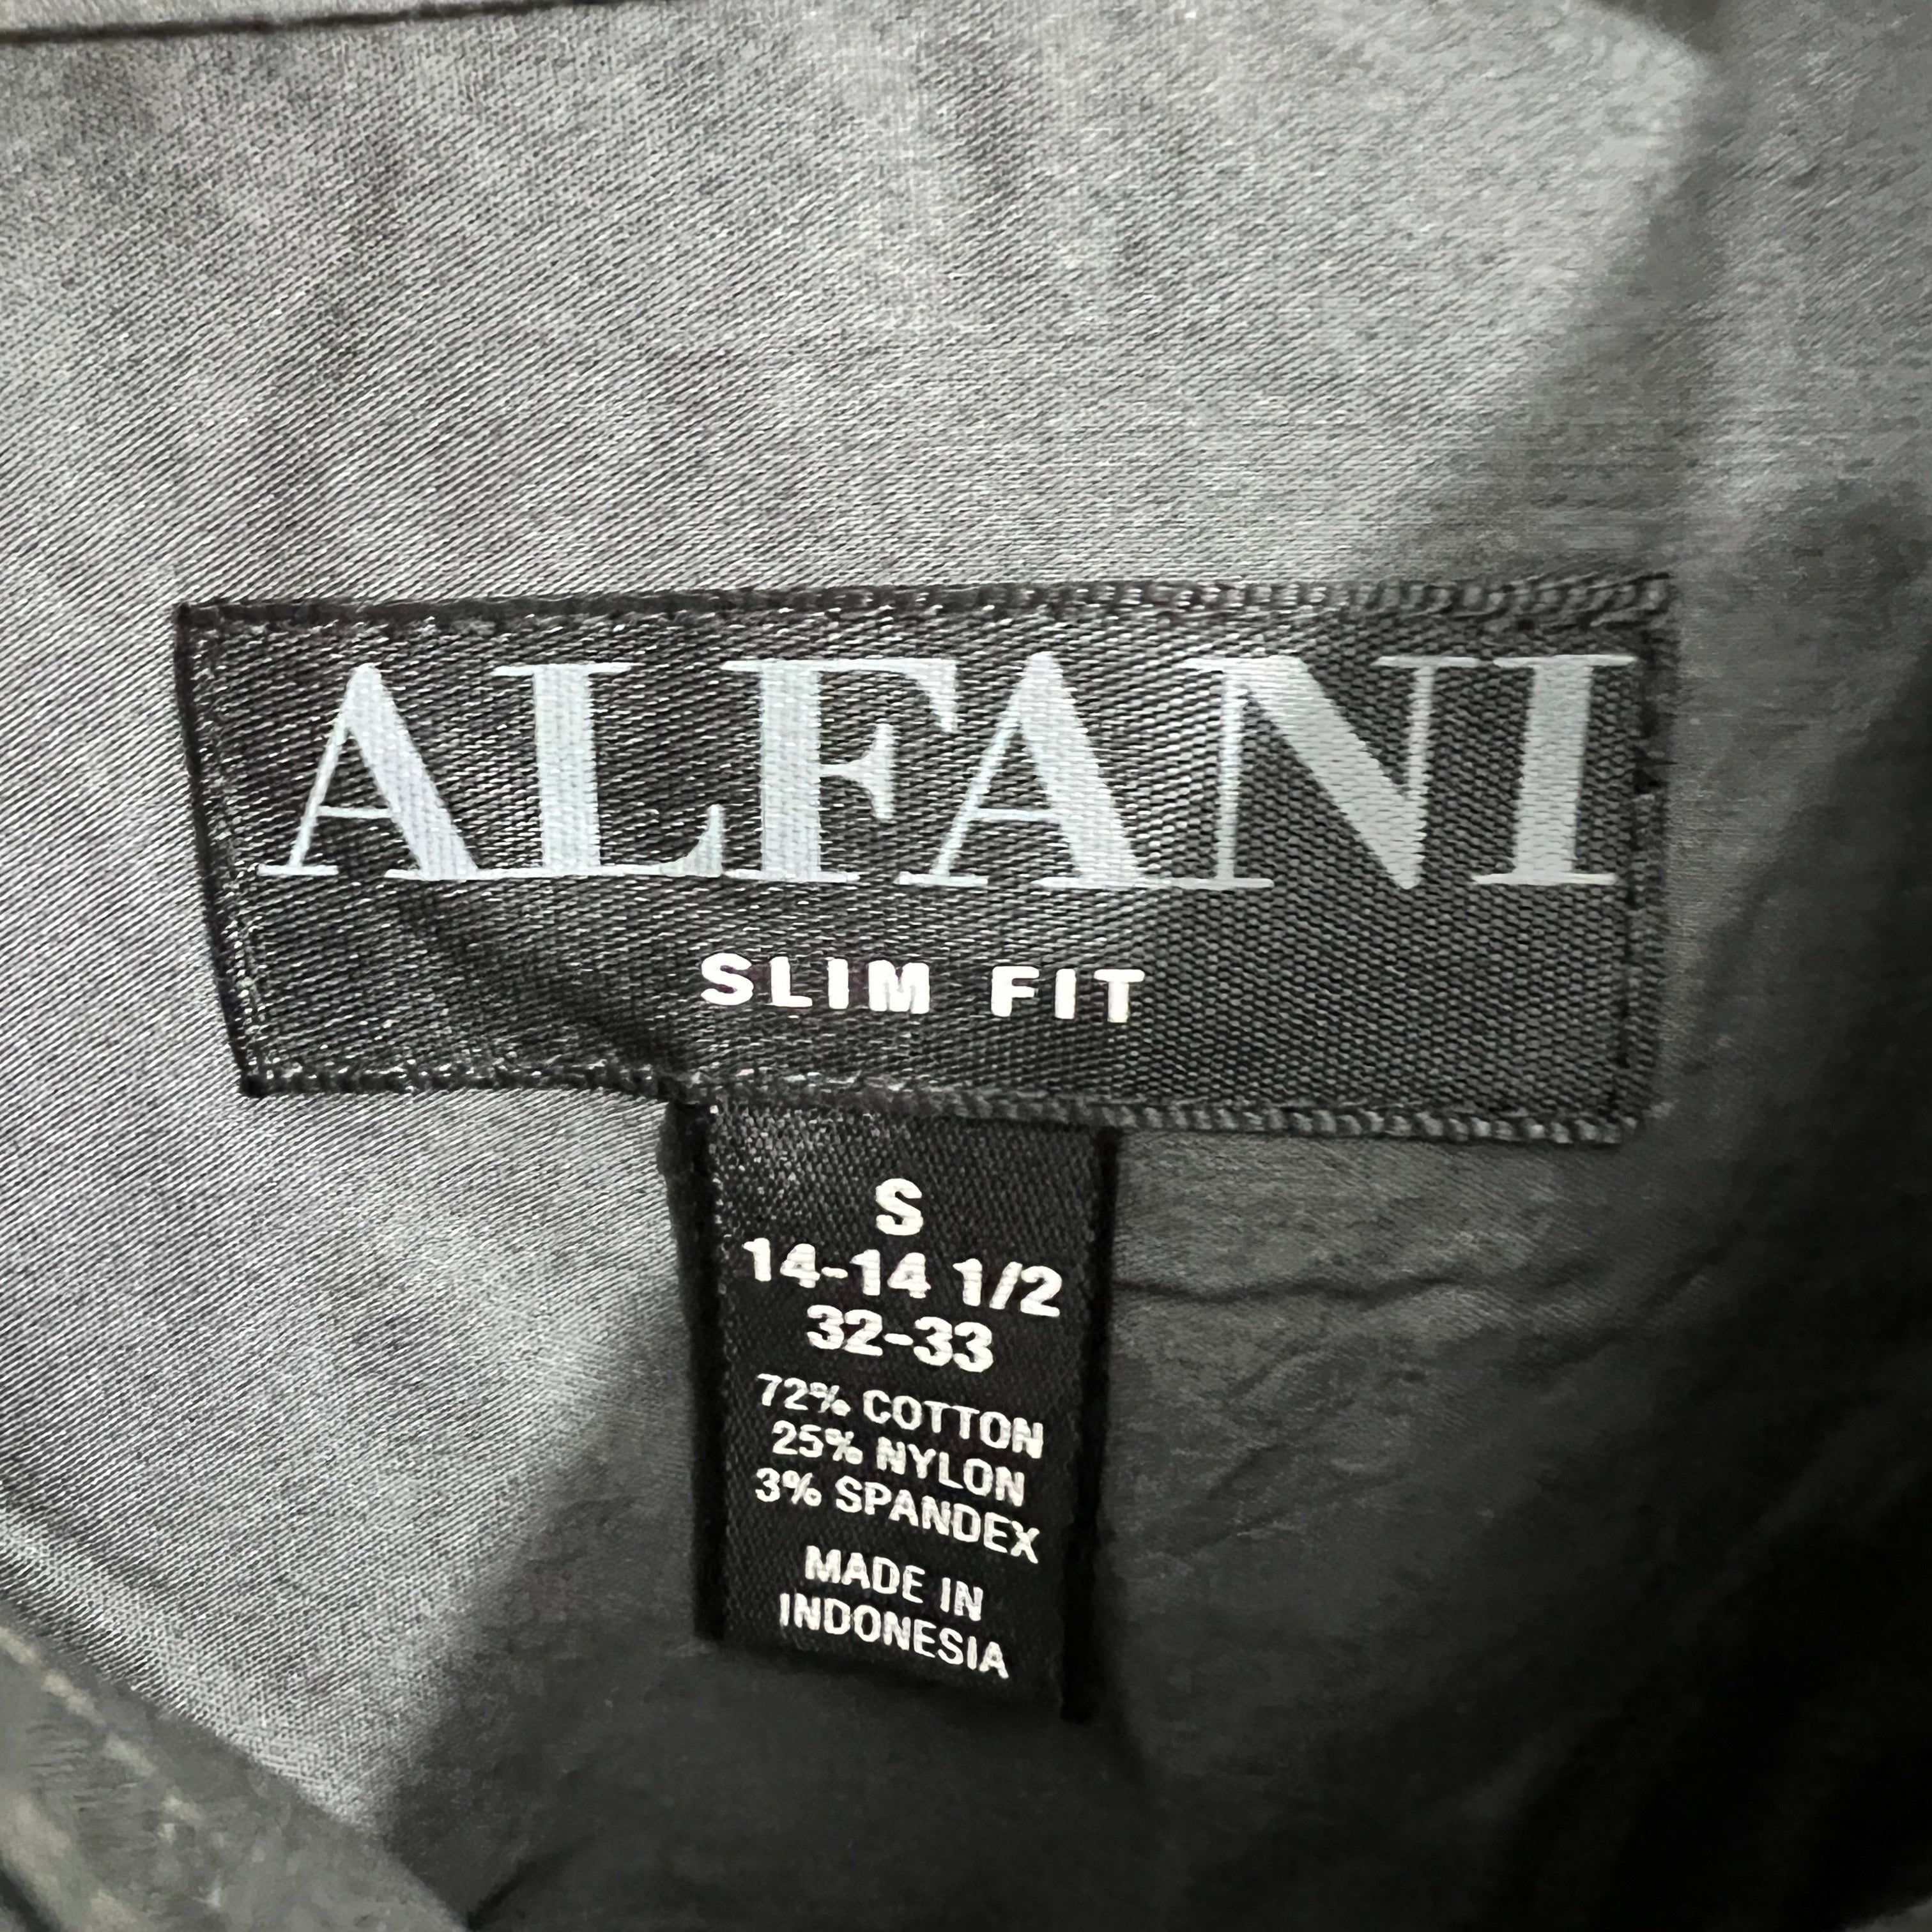 ALFANI
SLIM FIT
S
14-14 1/2
32-33
72% COTTON
25% NYLON
3% SPANDEX
MADE IN
INDONESIA